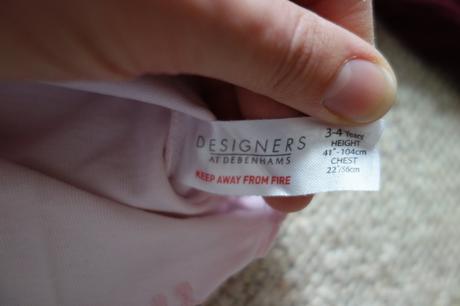 DESIGNERS
AT DEBENHAMS
KEEP AWAY FROM FIRE
3-4 Years
HEIGHT
41"-104cm
CHEST
22"/56cm